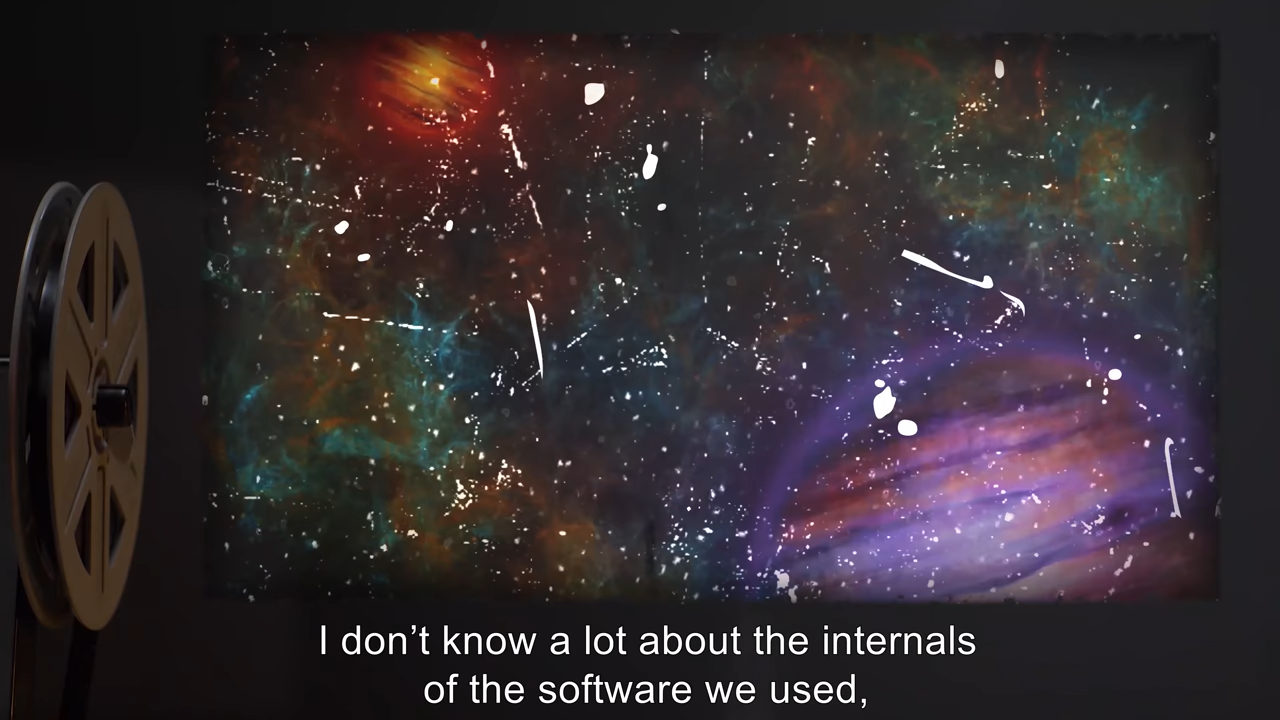 I don’t know a lot about the internals
of the software we used,